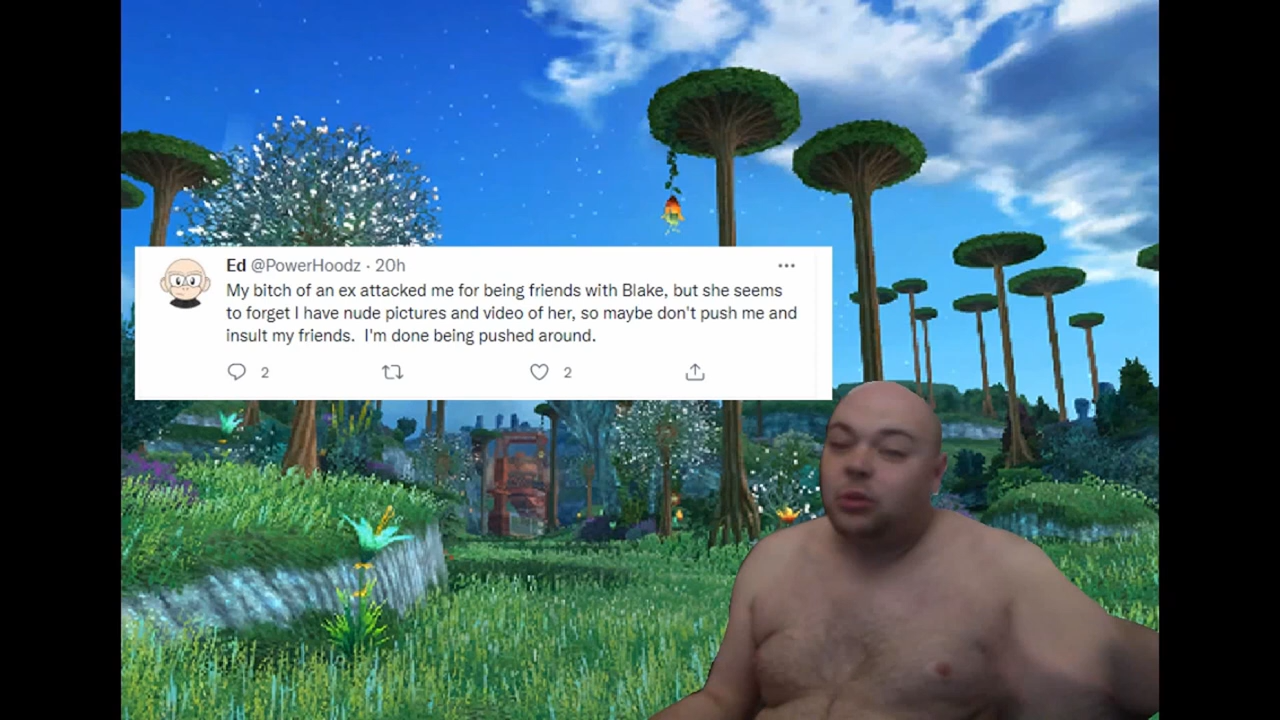 Ed @PowerHoodz · 20h
My bitch of an ex attacked me for being friends with Blake, but she seems
to forget I have nude pictures and video of her, so maybe don't push me and
insult my friends.  I'm done being pushed around.
2 2